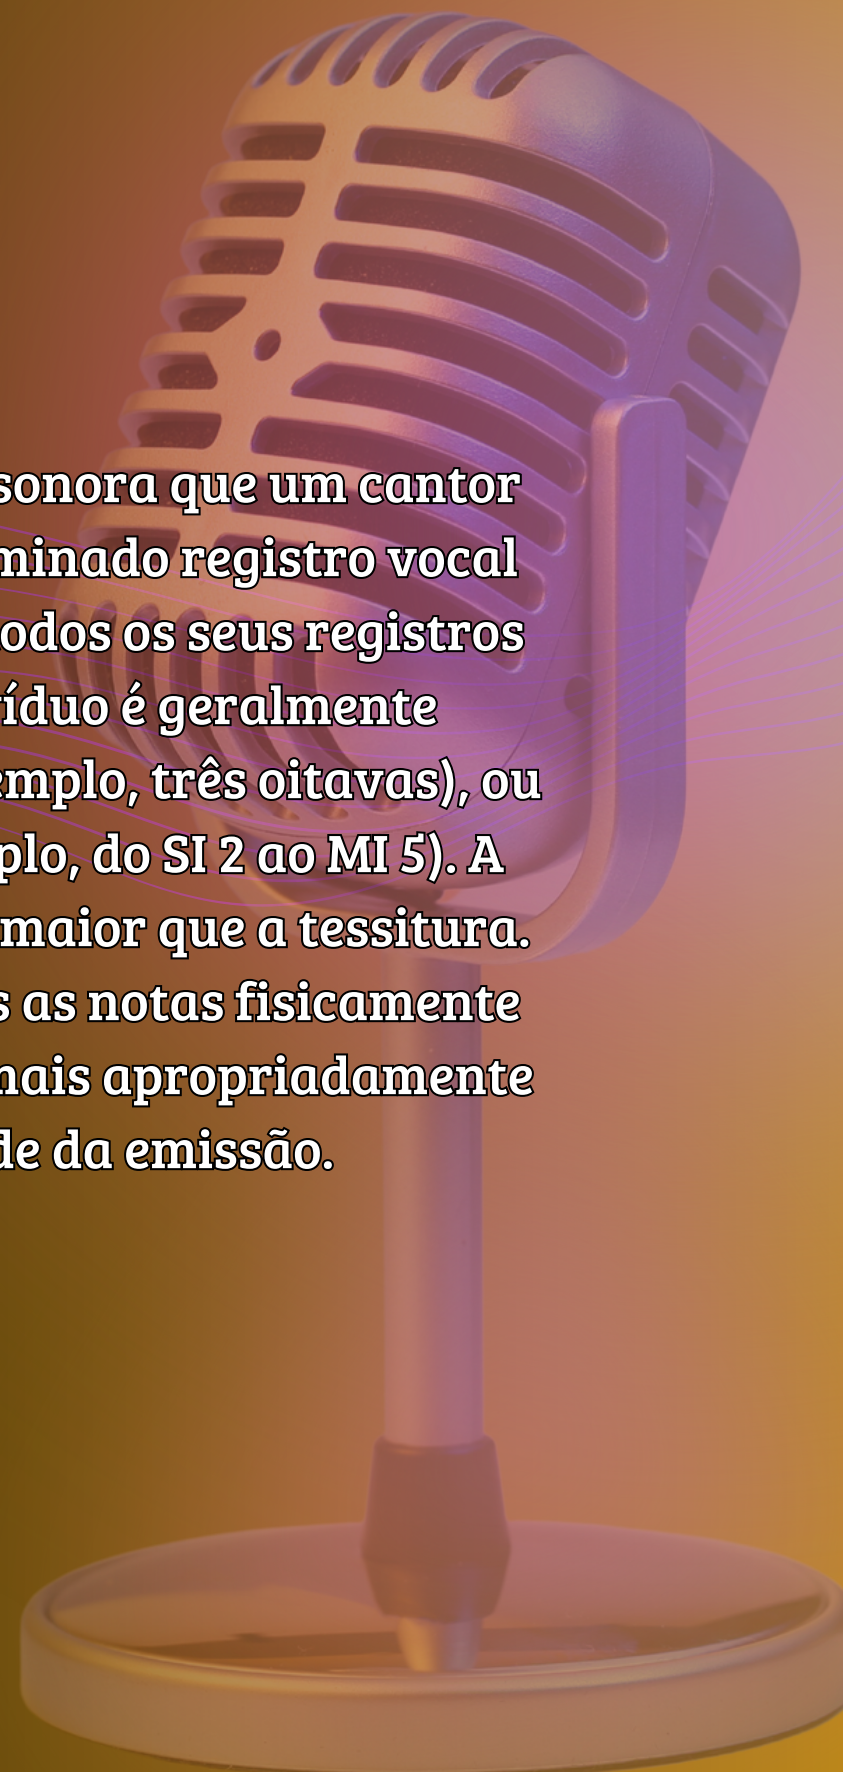 sonora que um cantor
minado registro vocal
odos os seus registros
íduo é geralmente
emplo, três oitavas), ou
plo, do SI 2 ao MI 5). A
maior que a tessitura.
s as notas fisicamente
mais apropriadamente
de da emissão.